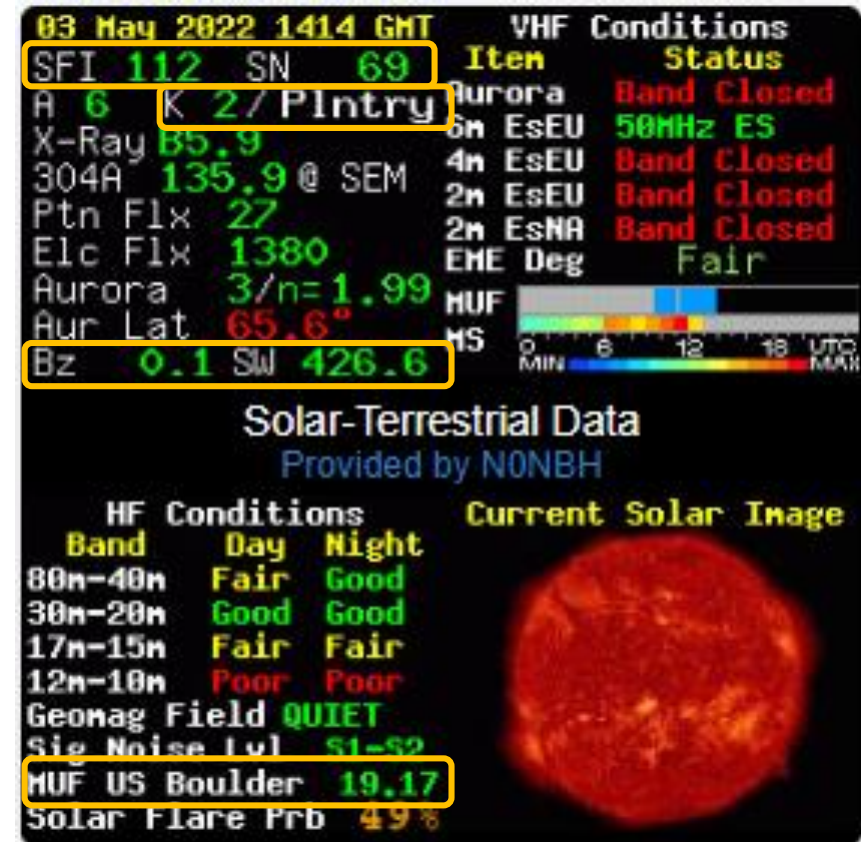 03 May 2022 1414 GMT
SFI 112 SN 69
A 6 K 2/Plntry
X-Ray B5.9
304A 135.9 @ SEM
Ptn Flx 27
Elc Flx 1380
Aurora 3/n=1.99
Aur Lat 65.6°
Bz 0.1 SW 426.6
VHF Conditions
Item Status
Aurora Band Closed
6m EsEU 50MHz ES
4m EsEU Band Closed
2m EsEU Band Closed
2m EsNA Band Closed
EME Deg Fair
MUF
MS
0 6 12 18 UTC
MIN MAX
Solar-Terrestrial Data
Provided by N0NBH
HF Conditions
Band Day Night
80m-40m Fair Good
30m-20m Good Good
17m-15m Fair Fair
12m-10m Poor Poor
Geomag Field QUIET
Sig Noise Lvl S1-S2
MUF US Boulder 19.17
Solar Flare Prb 49%
Current Solar Image